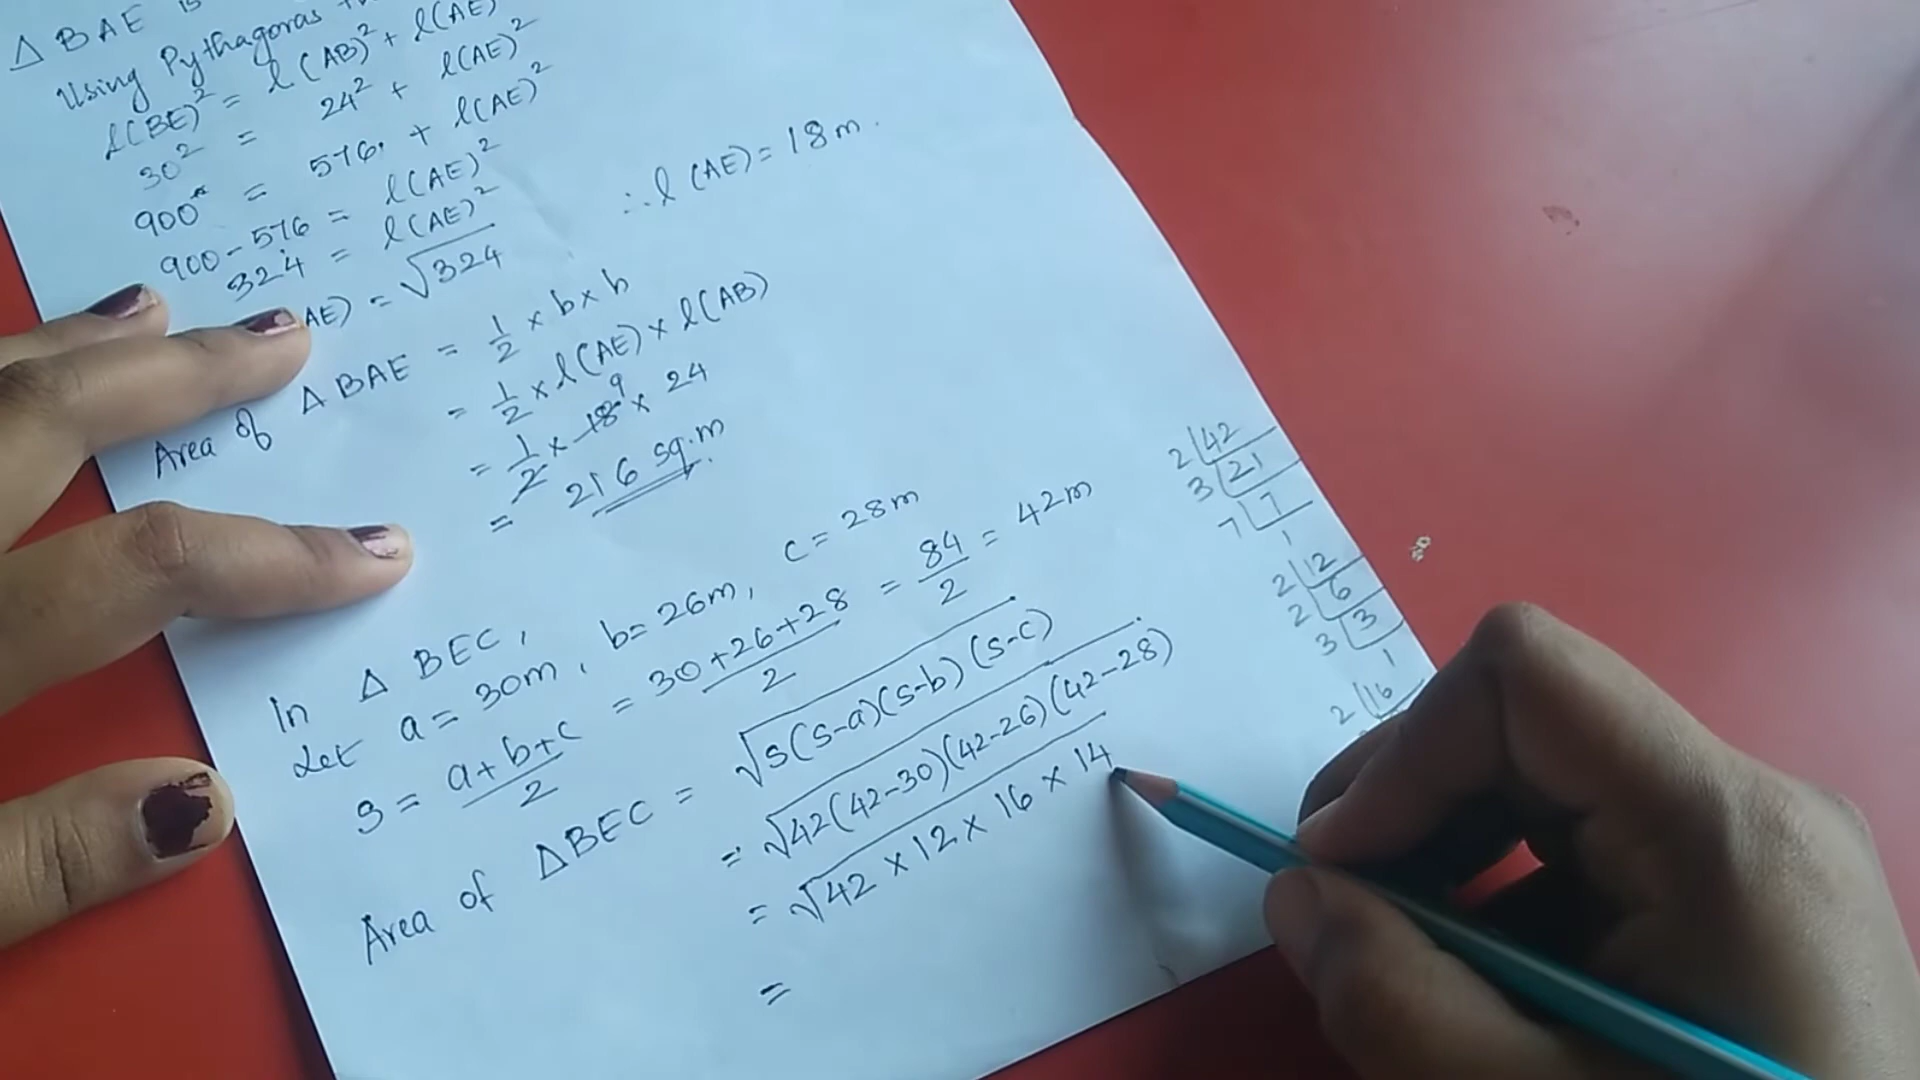 Δ BAE is
Using Pythagoras
l(BE)² = l(AB)² + l(AE)²
30² = 24² + l(AE)²
900 = 576 + l(AE)²
900-576 = l(AE)²
324 = l(AE)²
AE) = √324
∴ l(AE) = 18m.
Area of Δ BAE = 1/2 × b × h
= 1/2 × l(AE) × l(AB)
= 1/2 × 18 9 × 24
= 216 sq.m.
In Δ BEC,
Let a = 30m, b = 26m, c = 28m
s = a+b+c/2 = 30+26+28/2 = 84/2 = 42m
Area of ΔBEC = √s(s-a)(s-b)(s-c)
= √42(42-30)(42-26)(42-28)
= √42 × 12 × 16 × 14
=
2 42
3 21
7 7
1
2 12
2 6
3 3
1
2 16